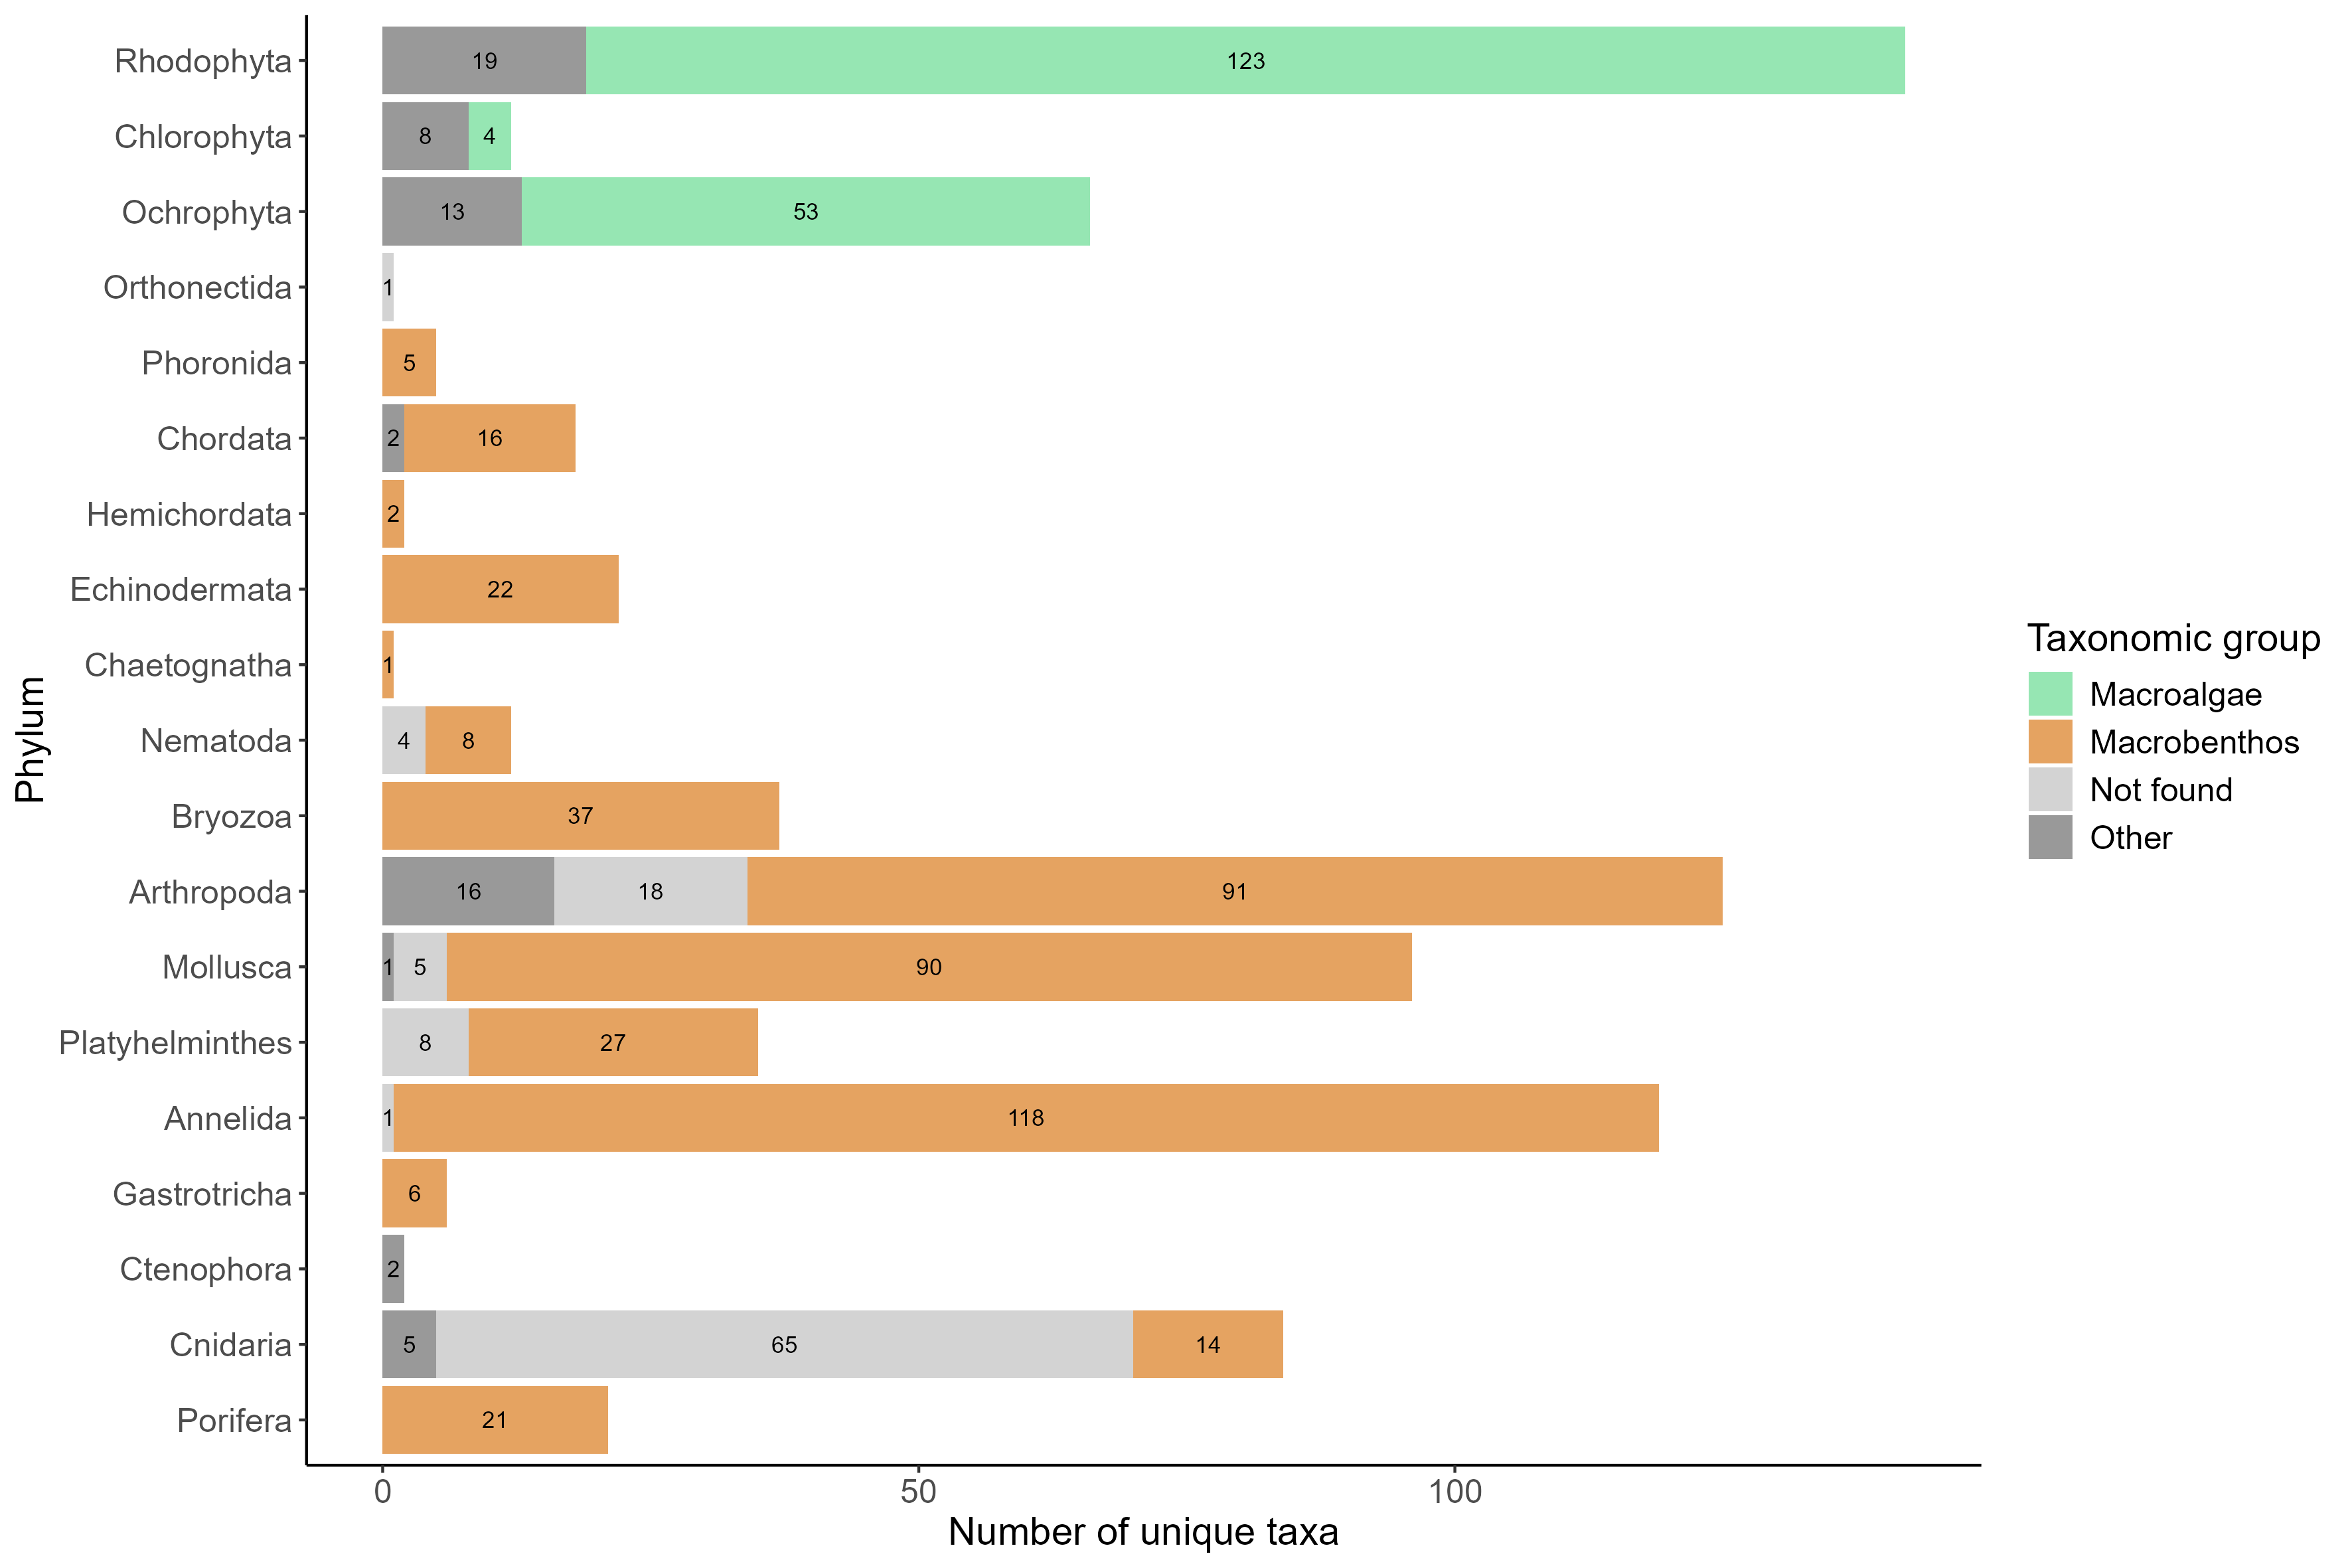 Rhodophyta 19 123
Chlorophyta 8 4
Ochrophyta 13 53
Orthonectida 1
Phoronida 5
Chordata 2 16
Hemichordata 2
Echinodermata 22
Chaetognatha 1
Nematoda 4 8
Bryozoa 37
Arthropoda 16 18 91
Mollusca 1 5 90
Platyhelminthes 8 27
Annelida 1 118
Gastrotricha 6
Ctenophora 2
Cnidaria 5 65 14
Porifera 21
0 50 100
Number of unique taxa
Phylum
Taxonomic group
Macroalgae
Macrobenthos
Not found
Other